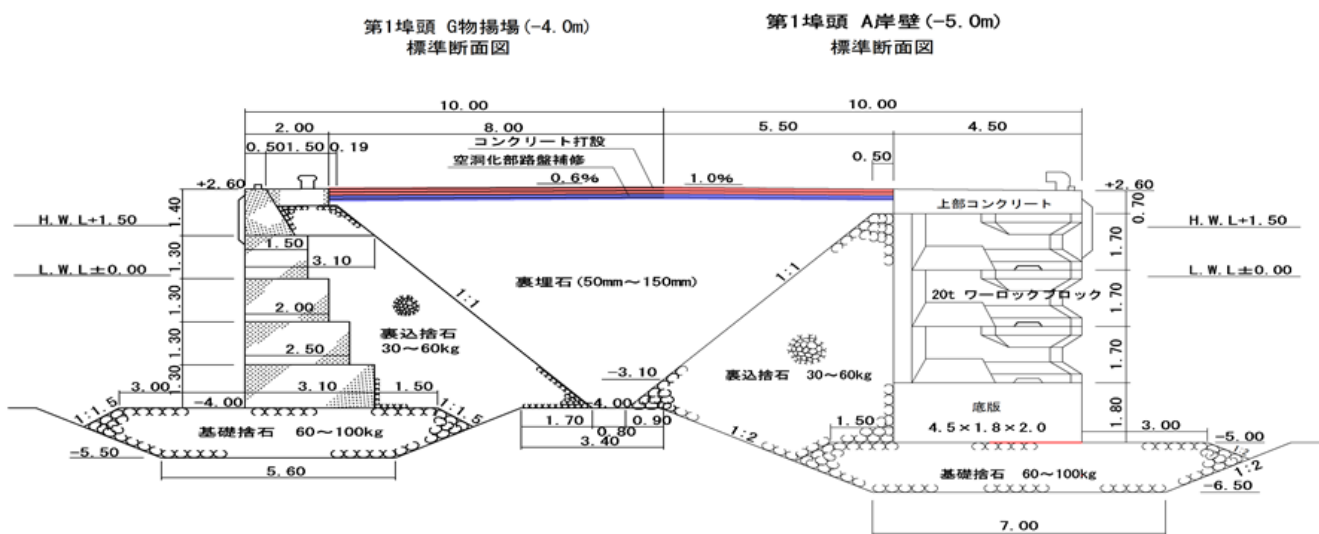 第1埠頭 G物揚場(-4.0m)
標準断面図
第1埠頭 A岸壁(-5.0m)
標準断面図
10.00
10.00
2.00
8.00
5.50
4.50
0.50
1.50
0.19
コンクリート打設
空洞化部路盤補修
0.50
0.6%
1.0%
+2.60
+2.60
上部コンクリート
0.70
H.W.L+1.50
H.W.L+1.50
1.40
1.50
3.10
1.70
L.W.L±0.00
L.W.L±0.00
1.30
1:1
裏埋石(50mm～150mm)
1:1
20t ワーロックブロック
1.70
2.00
1.30
裏込捨石
30～60kg
2.50
1.30
1.70
裏込捨石 30～60kg
-3.10
3.00
3.10
1.50
1.30
-4.00
-4.00
底版
4.5×1.8×2.0
1.80
1:1.5
1:1.5
1.70
0.80
0.90
3.40
1.50
3.00
基礎捨石 60～100kg
1:2
-5.00
-5.50
5.60
基礎捨石 60～100kg
1:2
-6.50
7.00